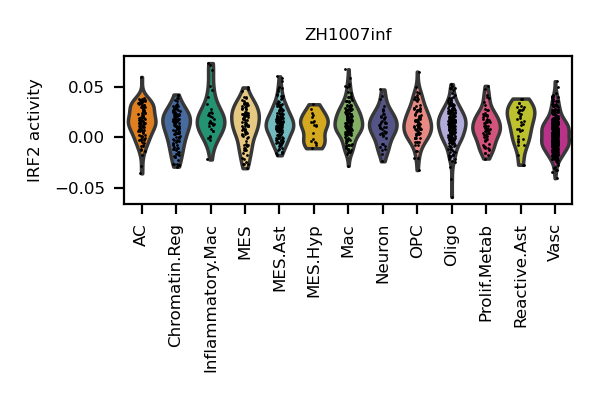 ZH1007inf
IRF2 activity
0.05
0.00
−0.05
AC
Chromatin.Reg
Inflammatory.Mac
MES
MES.Ast
MES.Hyp
Mac
Neuron
OPC
Oligo
Prolif.Metab
Reactive.Ast
Vasc